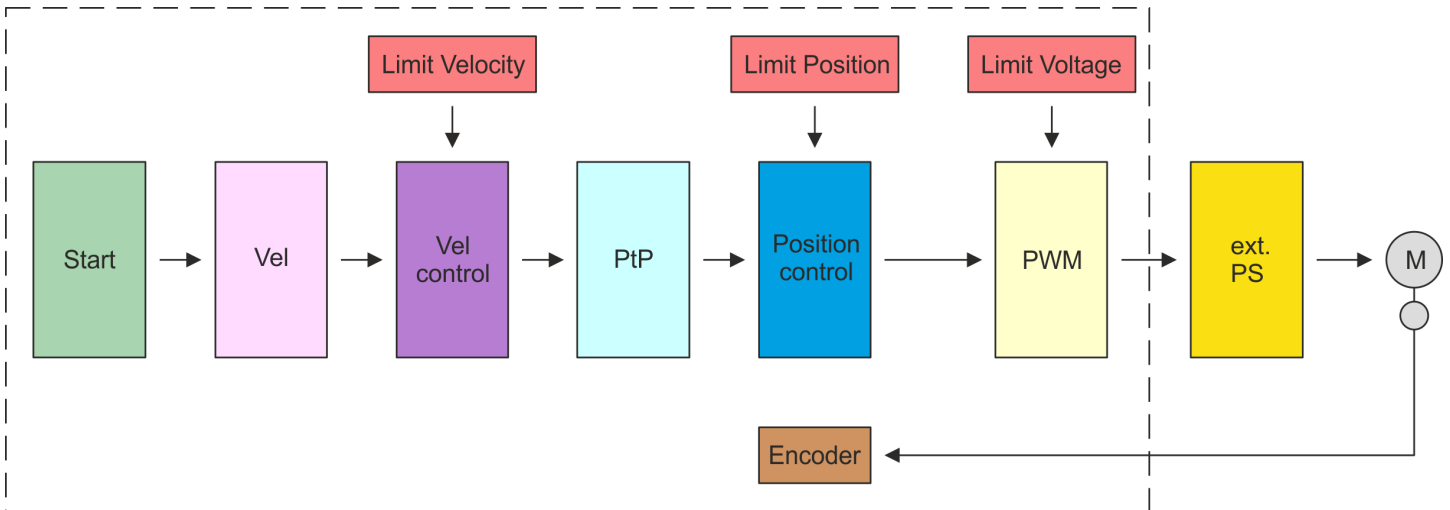 Limit Velocity
Limit Position
Limit Voltage
Start
Vel
Vel
control
PtP
Position
control
PWM
ext.
PS
M
Encoder